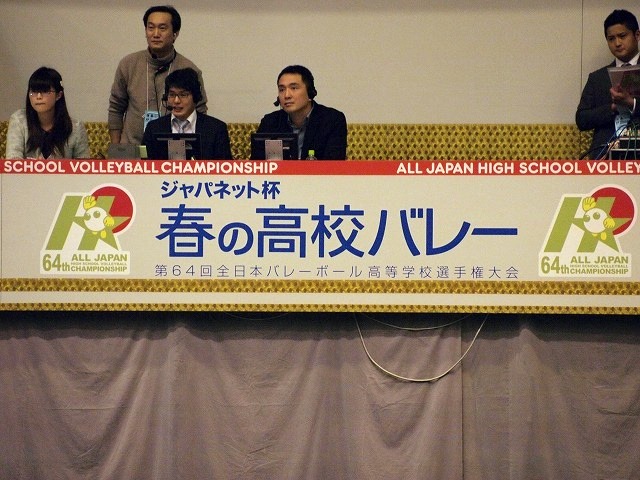 SCHOOL VOLLEYBALL CHAMPIONSHIP
ALL JAPAN HIGH SCHOOL VOLLEY
ジャパネット杯
春の高校バレー
第64回全日本バレーボール高等学校選手権大会
ALL JAPAN
HIGH SCHOOL VOLLEYBALL
64th CHAMPIONSHIP
ALL JAPAN
HIGH SCHOOL VOLLEYBALL
64th CHAMPIONSHIP